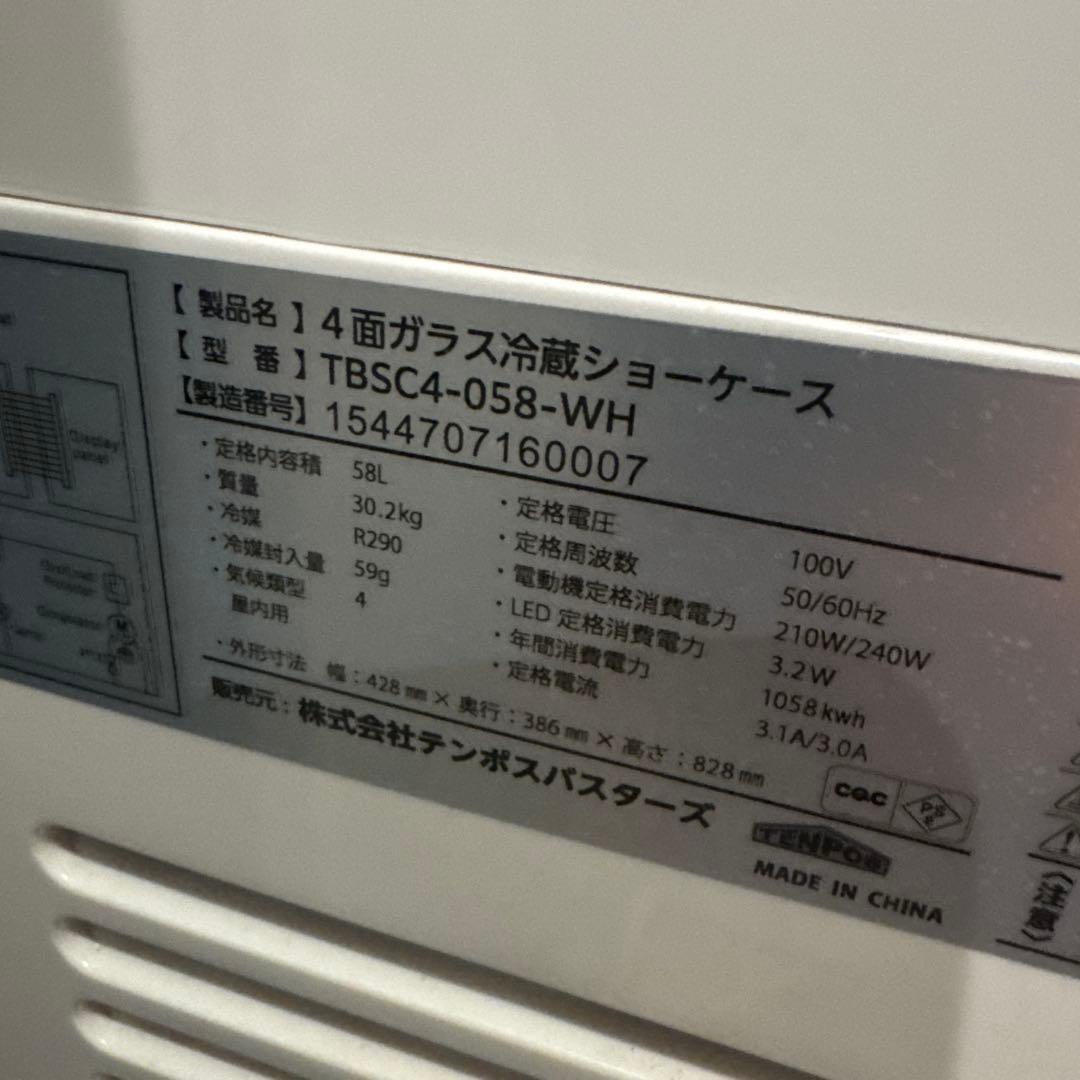 【 製品名 】4面ガラス冷蔵ショーケース
【 型 番 】TBSC4-058-WH
【製造番号】1544707160007
・定格内容積 58L
・質量 30.2kg
・冷媒 R290
・冷媒封入量 59g
・気候類型 4
屋内用
・定格電圧 100V
・定格周波数 50/60Hz
・電動機定格消費電力 210W/240W
・LED 定格消費電力 3.2W
・年間消費電力 1058kwh
・定格電流 3.1A/3.0A
・外形寸法 幅：428㎜ × 奥行：386㎜ × 高さ：828㎜
販売元：株式会社テンポスバスターズ
CQC
PSE
TENPOS
MADE IN CHINA
Display
panel
《注意》